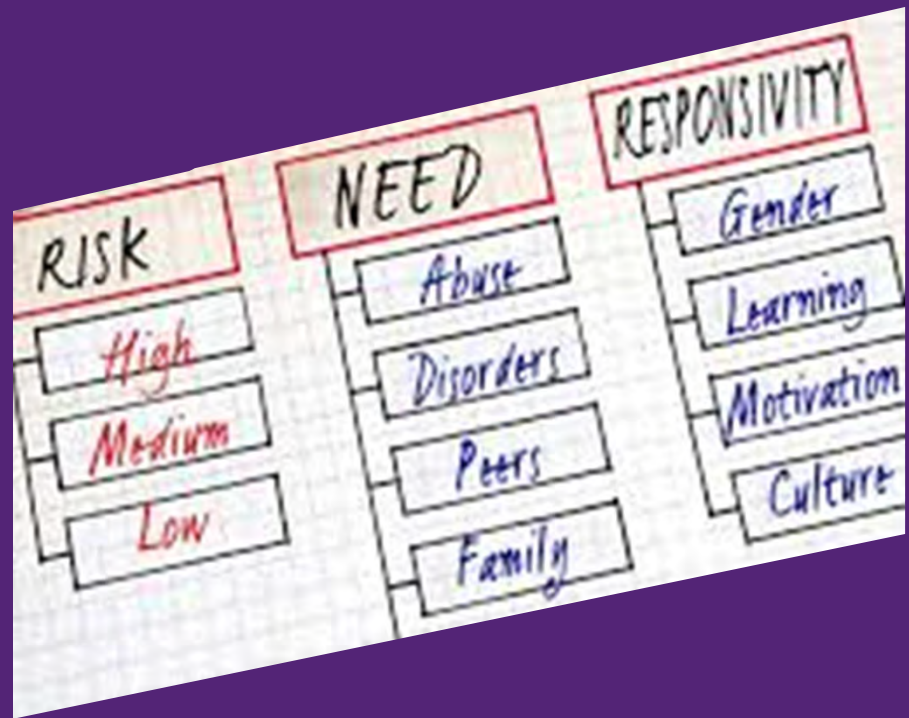 RISK
High
Medium
Low
NEED
Abuse
Disorders
Peers
Family
RESPONSIVITY
Gender
Learning
Motivation
Culture